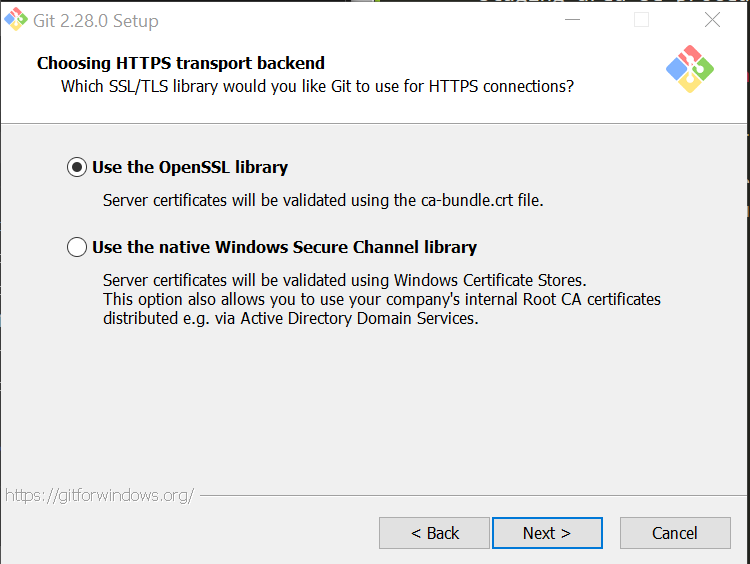 Git 2.28.0 Setup
Choosing HTTPS transport backend
Which SSL/TLS library would you like Git to use for HTTPS connections?
Use the OpenSSL library
Server certificates will be validated using the ca-bundle.crt file.
Use the native Windows Secure Channel library
Server certificates will be validated using Windows Certificate Stores.
This option also allows you to use your company's internal Root CA certificates
distributed e.g. via Active Directory Domain Services.
https://gitforwindows.org/
< Back Next > Cancel